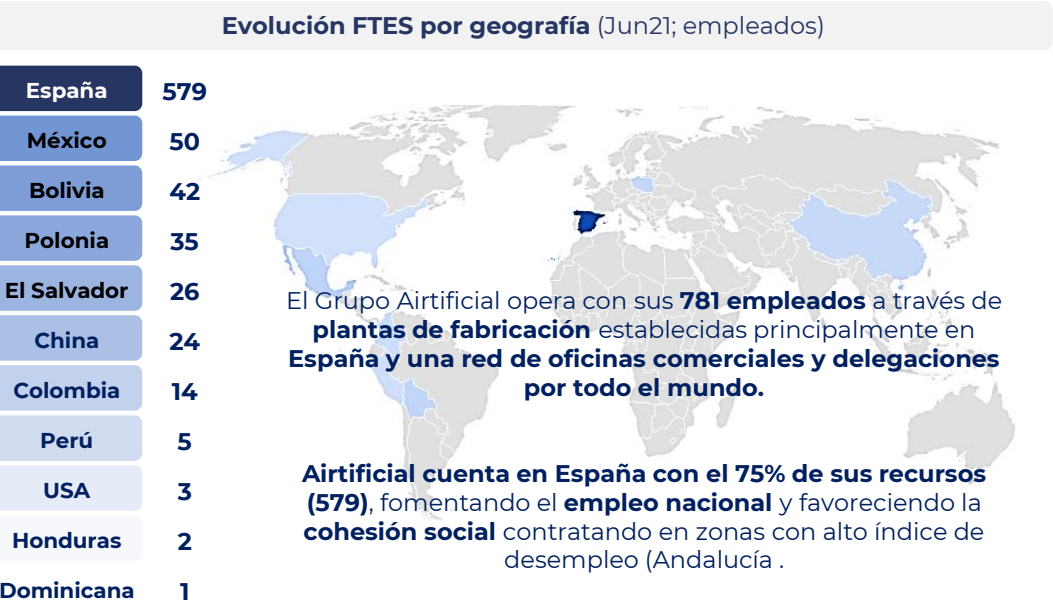 Evolución FTES por geografía (Jun21; empleados)
España 579
México 50
Bolivia 42
Polonia 35
El Salvador 26
China 24
Colombia 14
Perú 5
USA 3
Honduras 2
Dominicana 1
El Grupo Airtificial opera con sus 781 empleados a través de
plantas de fabricación establecidas principalmente en
España y una red de oficinas comerciales y delegaciones
por todo el mundo.
Airtificial cuenta en España con el 75% de sus recursos
(579), fomentando el empleo nacional y favoreciendo la
cohesión social contratando en zonas con alto índice de
desempleo (Andalucía .